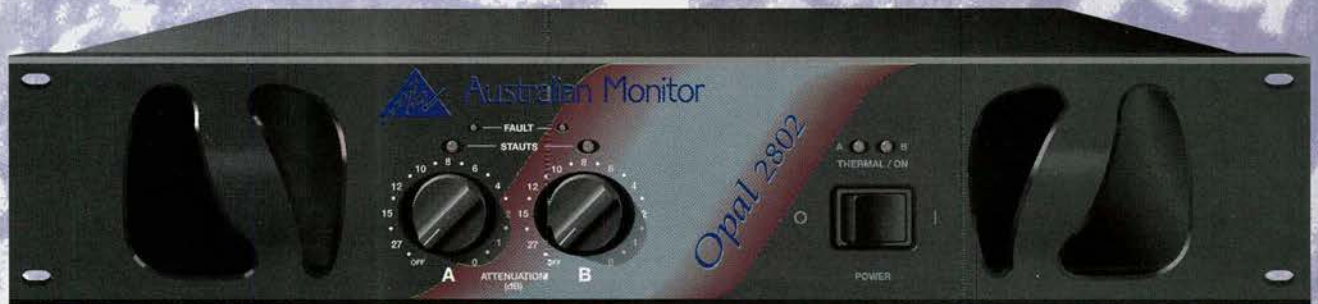 Australian Monitor
FAULT
STAUTS
10 8 6
12 4
15 2
27 1
OFF 0
A
10 8 6
12 4
15 2
27 1
OFF 0
B
ATTENUATION
(dB)
Opal 2802
A B
THERMAL / ON
O I
POWER